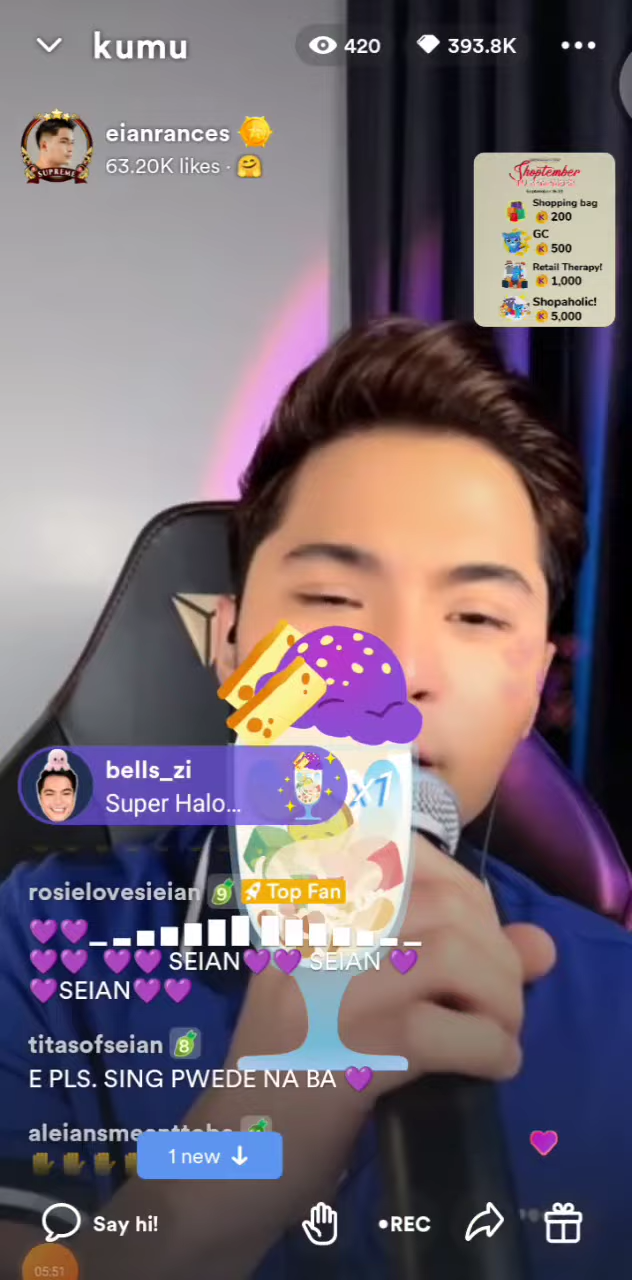 kumu
420
393.8K
eianrances
63.20K likes ·
SUPREME
Shoptember
Shopping bag
200
GC
500
Retail Therapy!
1,000
Shopaholic!
5,000
x1
bells_zi
Super Halo...
rosielovesieian 9 Top Fan
SEIAN SEIAN
SEIAN
titasofseian 8
E PLS. SING PWEDE NA BA
1 new
Say hi!
•REC
05:51